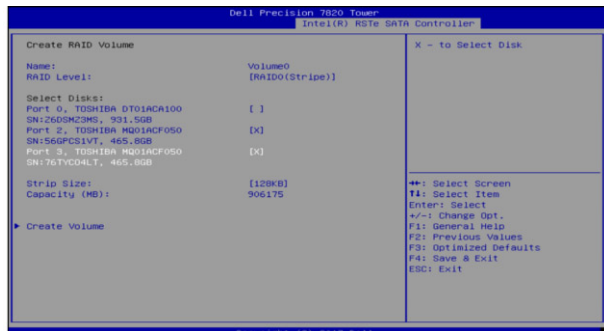 Dell Precision 7820 Tower
Intel(R) RSTe SATA Controller
Create RAID Volume
X - to Select Disk
Name: Volume0
RAID Level: [RAID0(Stripe)]
Select Disks:
Port 0, TOSHIBA DT01ACA100 [ ]
SN:Z6DSMZ3MS, 931.5GB
Port 2, TOSHIBA MQ01ACF050 [X]
SN:56GPCS1VT, 465.8GB
Port 3, TOSHIBA MQ01ACF050 [X]
SN:76TYCO4LT, 465.8GB
Strip Size: [128KB]
Capacity (MB): 906175
Create Volume
→←: Select Screen
↑↓: Select Item
Enter: Select
+/-: Change Opt.
F1: General Help
F2: Previous Values
F3: Optimized Defaults
F4: Save & Exit
ESC: Exit